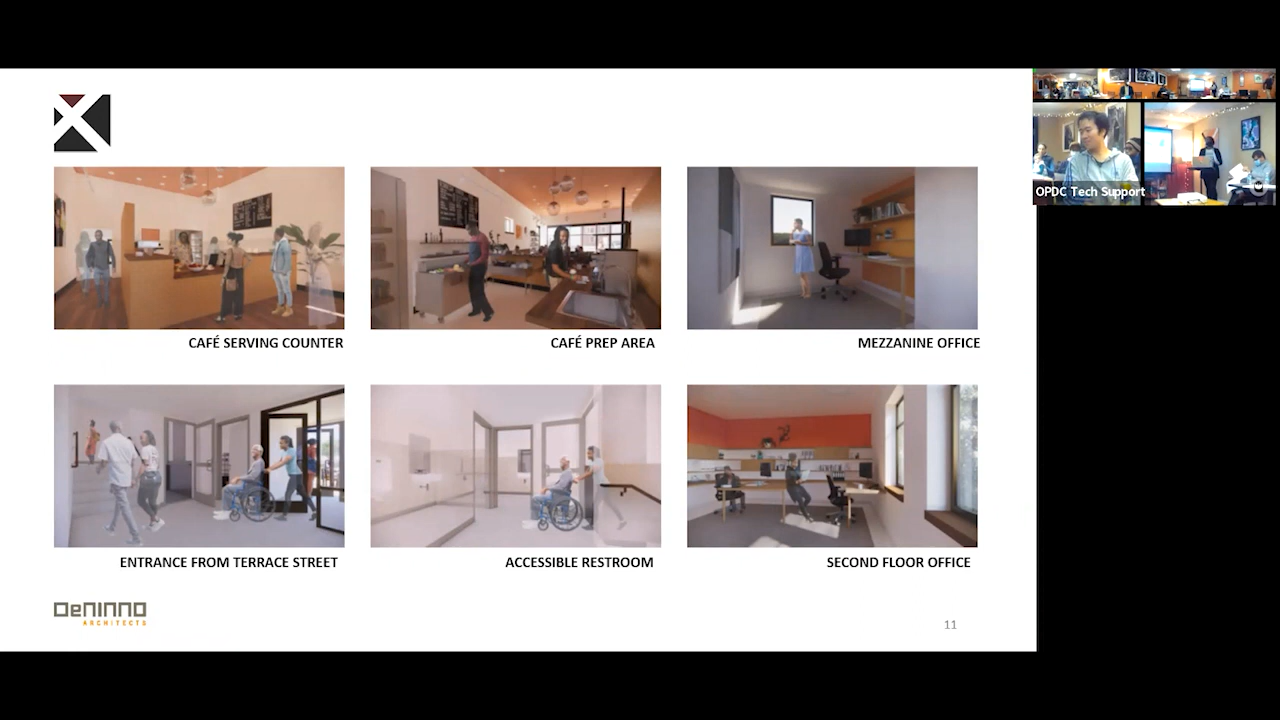 OPDC Tech Support
CAFÉ SERVING COUNTER
CAFÉ PREP AREA
MEZZANINE OFFICE
ENTRANCE FROM TERRACE STREET
ACCESSIBLE RESTROOM
SECOND FLOOR OFFICE
DeNINNO
ARCHITECTS
11